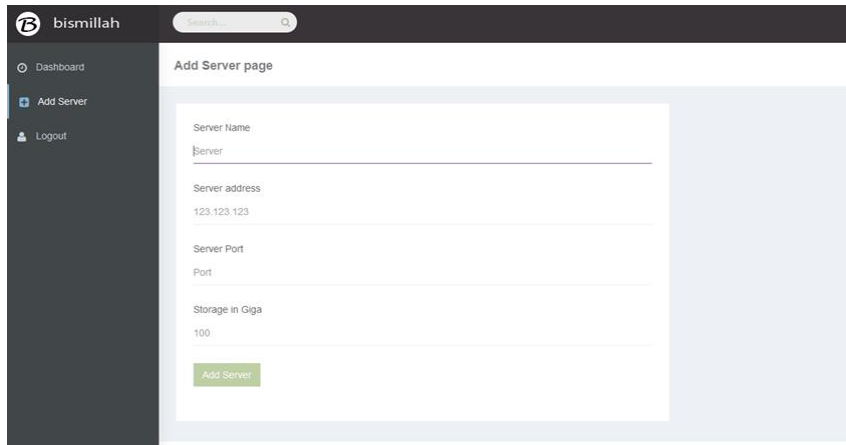 B bismillah
Search...
Dashboard
Add Server
Logout
Add Server page
Server Name
Server
Server address
123.123.123
Server Port
Port
Storage in Giga
100
Add Server